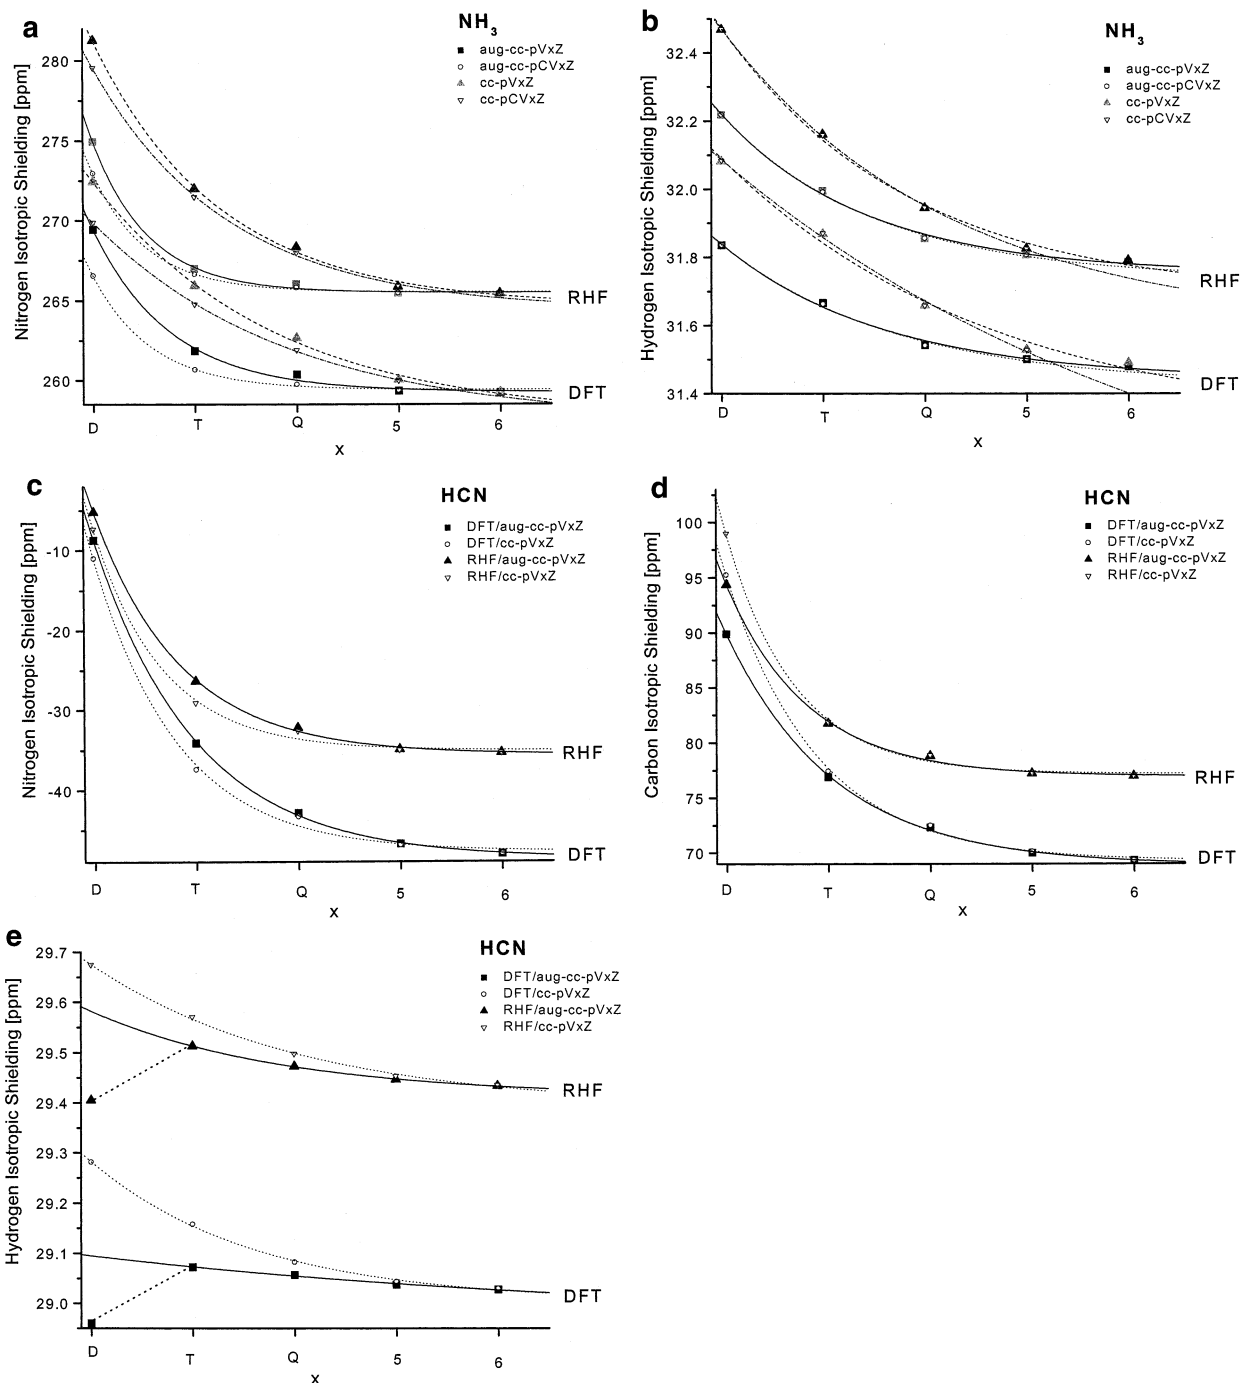 a
NH3
aug-cc-pVxZ
aug-cc-pCVxZ
cc-pVxZ
cc-pCVxZ
Nitrogen Isotropic Shielding [ppm]
280
275
270
265
260
RHF
DFT
D T Q 5 6
x
b
NH3
aug-cc-pVxZ
aug-cc-pCVxZ
cc-pVxZ
cc-pCVxZ
Hydrogen Isotropic Shielding [ppm]
32.4
32.2
32.0
31.8
31.6
31.4
RHF
DFT
D T Q 5 6
x
c
HCN
DFT/aug-cc-pVxZ
DFT/cc-pVxZ
RHF/aug-cc-pVxZ
RHF/cc-pVxZ
Nitrogen Isotropic Shielding [ppm]
-10
-20
-30
-40
RHF
DFT
D T Q 5 6
x
d
HCN
DFT/aug-cc-pVxZ
DFT/cc-pVxZ
RHF/aug-cc-pVxZ
RHF/cc-pVxZ
Carbon Isotropic Shielding [ppm]
100
95
90
85
80
75
70
RHF
DFT
D T Q 5 6
x
e
HCN
DFT/aug-cc-pVxZ
DFT/cc-pVxZ
RHF/aug-cc-pVxZ
RHF/cc-pVxZ
Hydrogen Isotropic Shielding [ppm]
29.7
29.6
29.5
29.4
29.3
29.2
29.1
29.0
RHF
DFT
D T Q 5 6
x